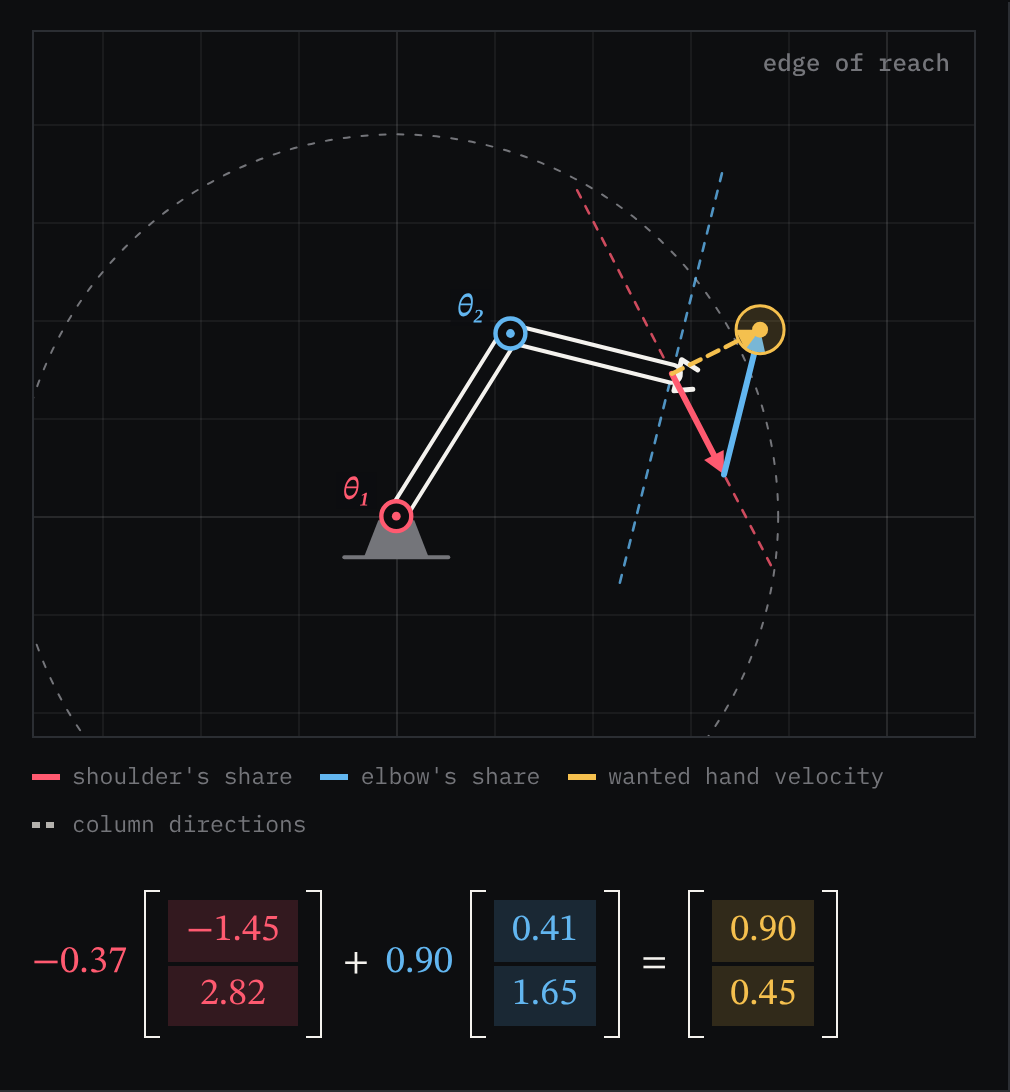 edge of reach
θ2
θ1
shoulder's share elbow's share wanted hand velocity
column directions
−0.37 [−1.45 2.82] + 0.90 [0.41 1.65] = [0.90 0.45]